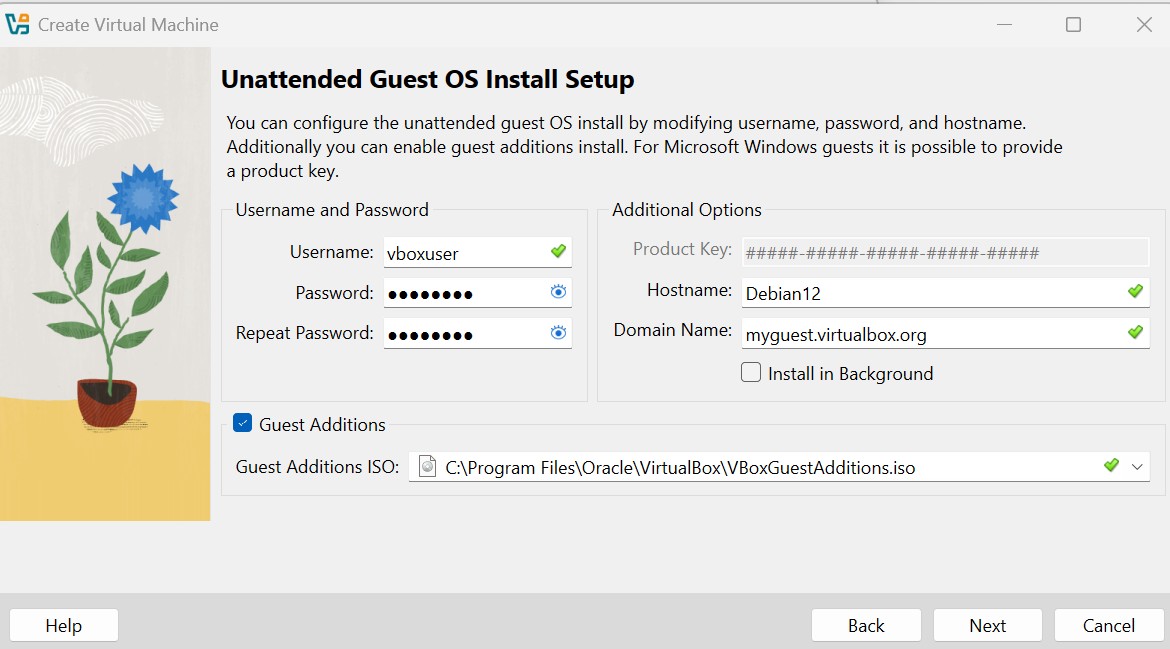 Create Virtual Machine
Unattended Guest OS Install Setup
You can configure the unattended guest OS install by modifying username, password, and hostname.
Additionally you can enable guest additions install. For Microsoft Windows guests it is possible to provide
a product key.
Username and Password
Username: vboxuser
Password: ●●●●●●●●
Repeat Password: ●●●●●●●●
Additional Options
Product Key: #####-#####-#####-#####-#####
Hostname: Debian12
Domain Name: myguest.virtualbox.org
Install in Background
Guest Additions
Guest Additions ISO: C:\Program Files\Oracle\VirtualBox\VBoxGuestAdditions.iso
Help
Back
Next
Cancel